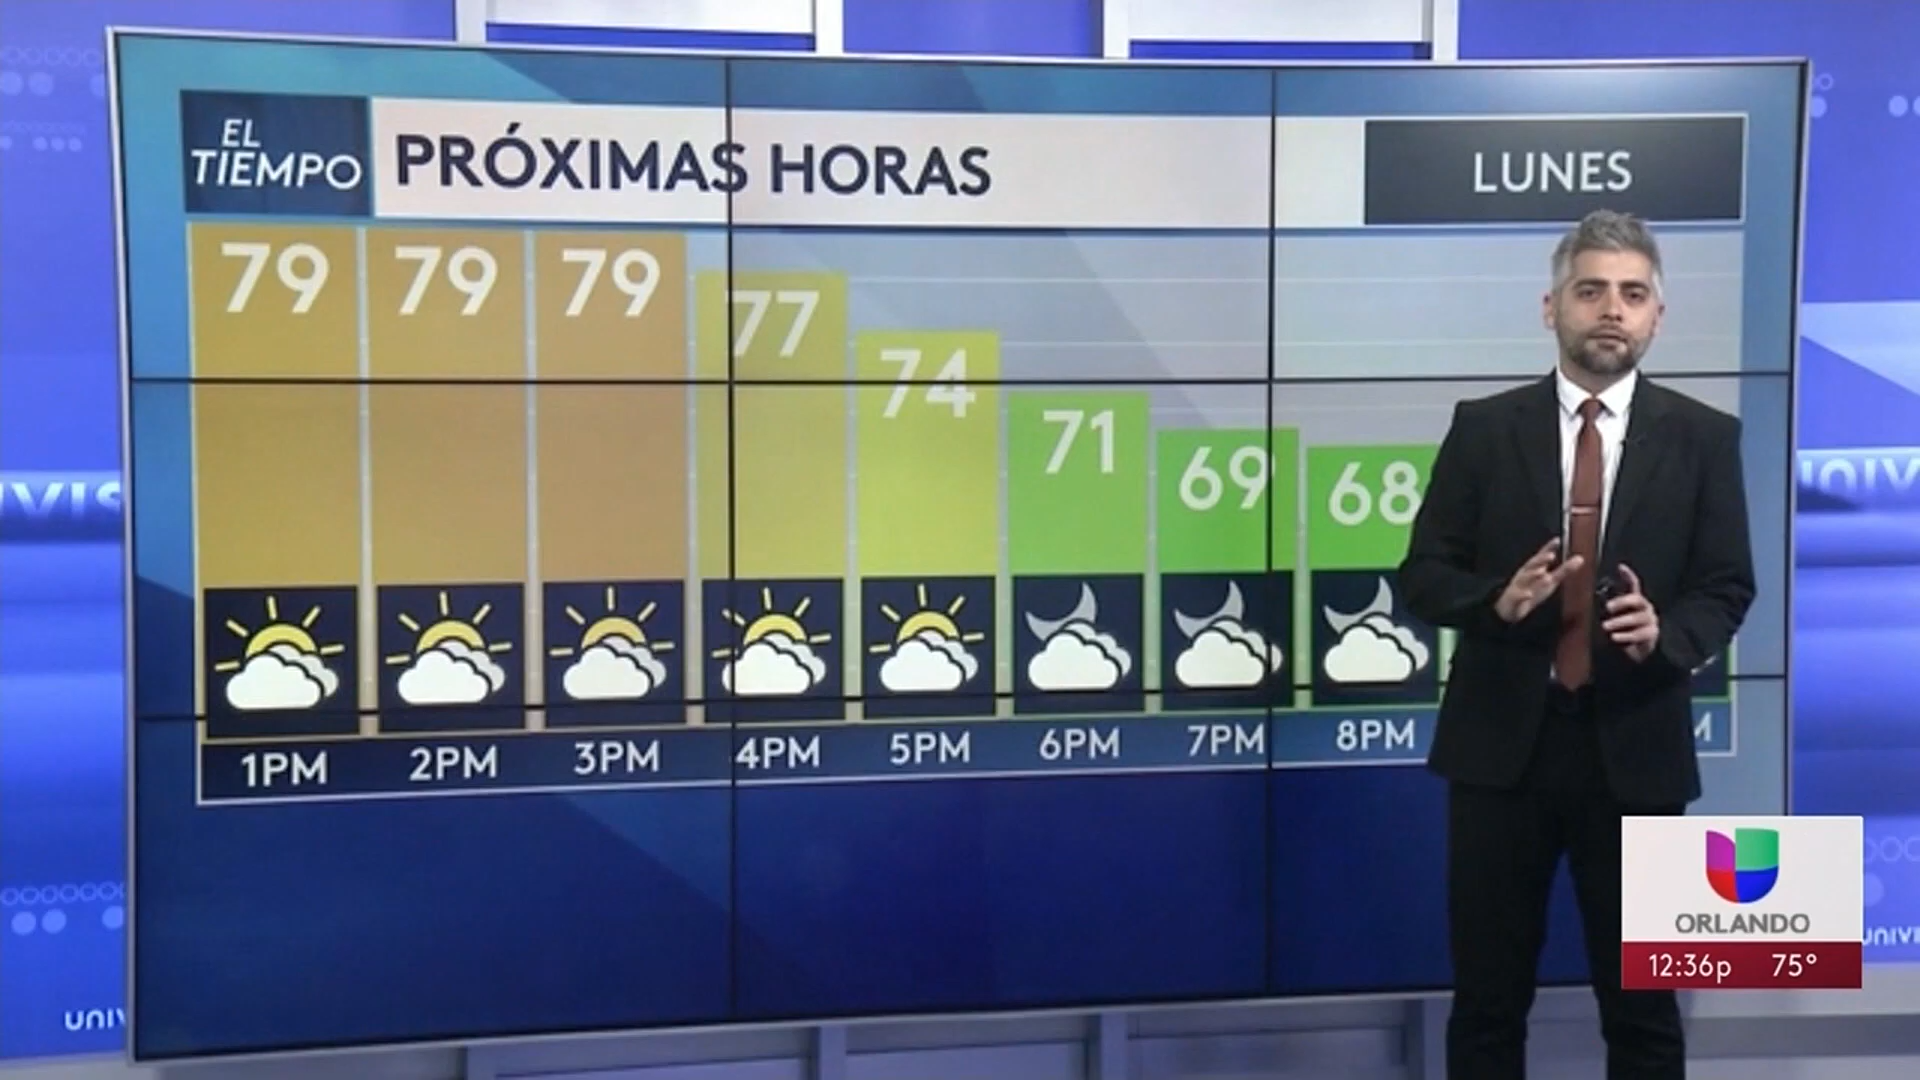 EL
TIEMPO
PRÓXIMAS HORAS
LUNES
79 79 79 77 74 71 69 68
1PM 2PM 3PM 4PM 5PM 6PM 7PM 8PM
ORLANDO
12:36p 75°